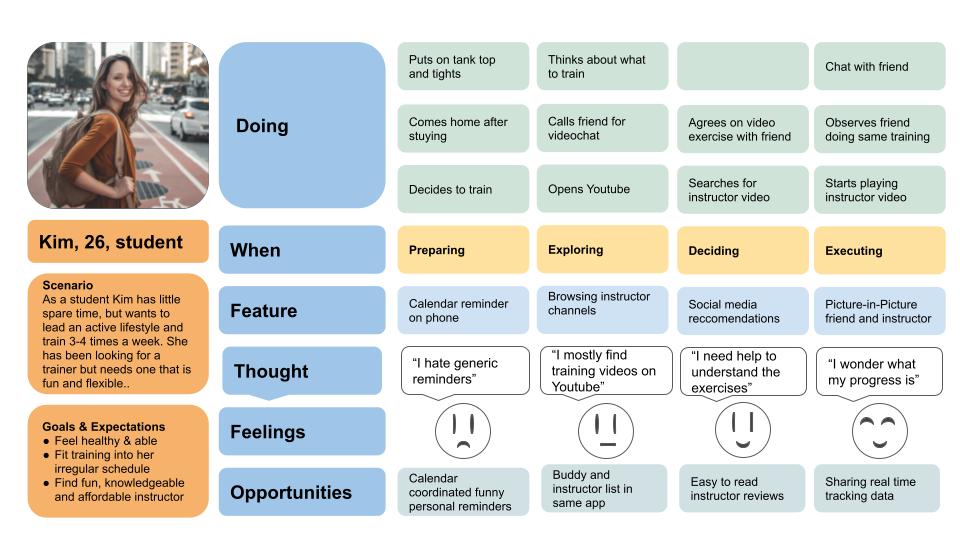 Doing
Puts on tank top
and tights
Thinks about what
to train
Chat with friend
Comes home after
stuying
Calls friend for
videochat
Agrees on video
exercise with friend
Observes friend
doing same training
Decides to train
Opens Youtube
Searches for
instructor video
Starts playing
instructor video
Kim, 26, student
When
Preparing
Exploring
Deciding
Executing
Scenario
As a student Kim has little
spare time, but wants to
lead an active lifestyle and
train 3-4 times a week. She
has been looking for a
trainer but needs one that is
fun and flexible..
Feature
Calendar reminder
on phone
Browsing instructor
channels
Social media
reccomendations
Picture-in-Picture
friend and instructor
Thought
“I hate generic
reminders”
“I mostly find
training videos on
Youtube”
“I need help to
understand the
exercises”
“I wonder what
my progress is”
Goals & Expectations
● Feel healthy & able
● Fit training into her
irregular schedule
● Find fun, knowledgeable
and affordable instructor
Feelings
Opportunities
Calendar
coordinated funny
personal reminders
Buddy and
instructor list in
same app
Easy to read
instructor reviews
Sharing real time
tracking data